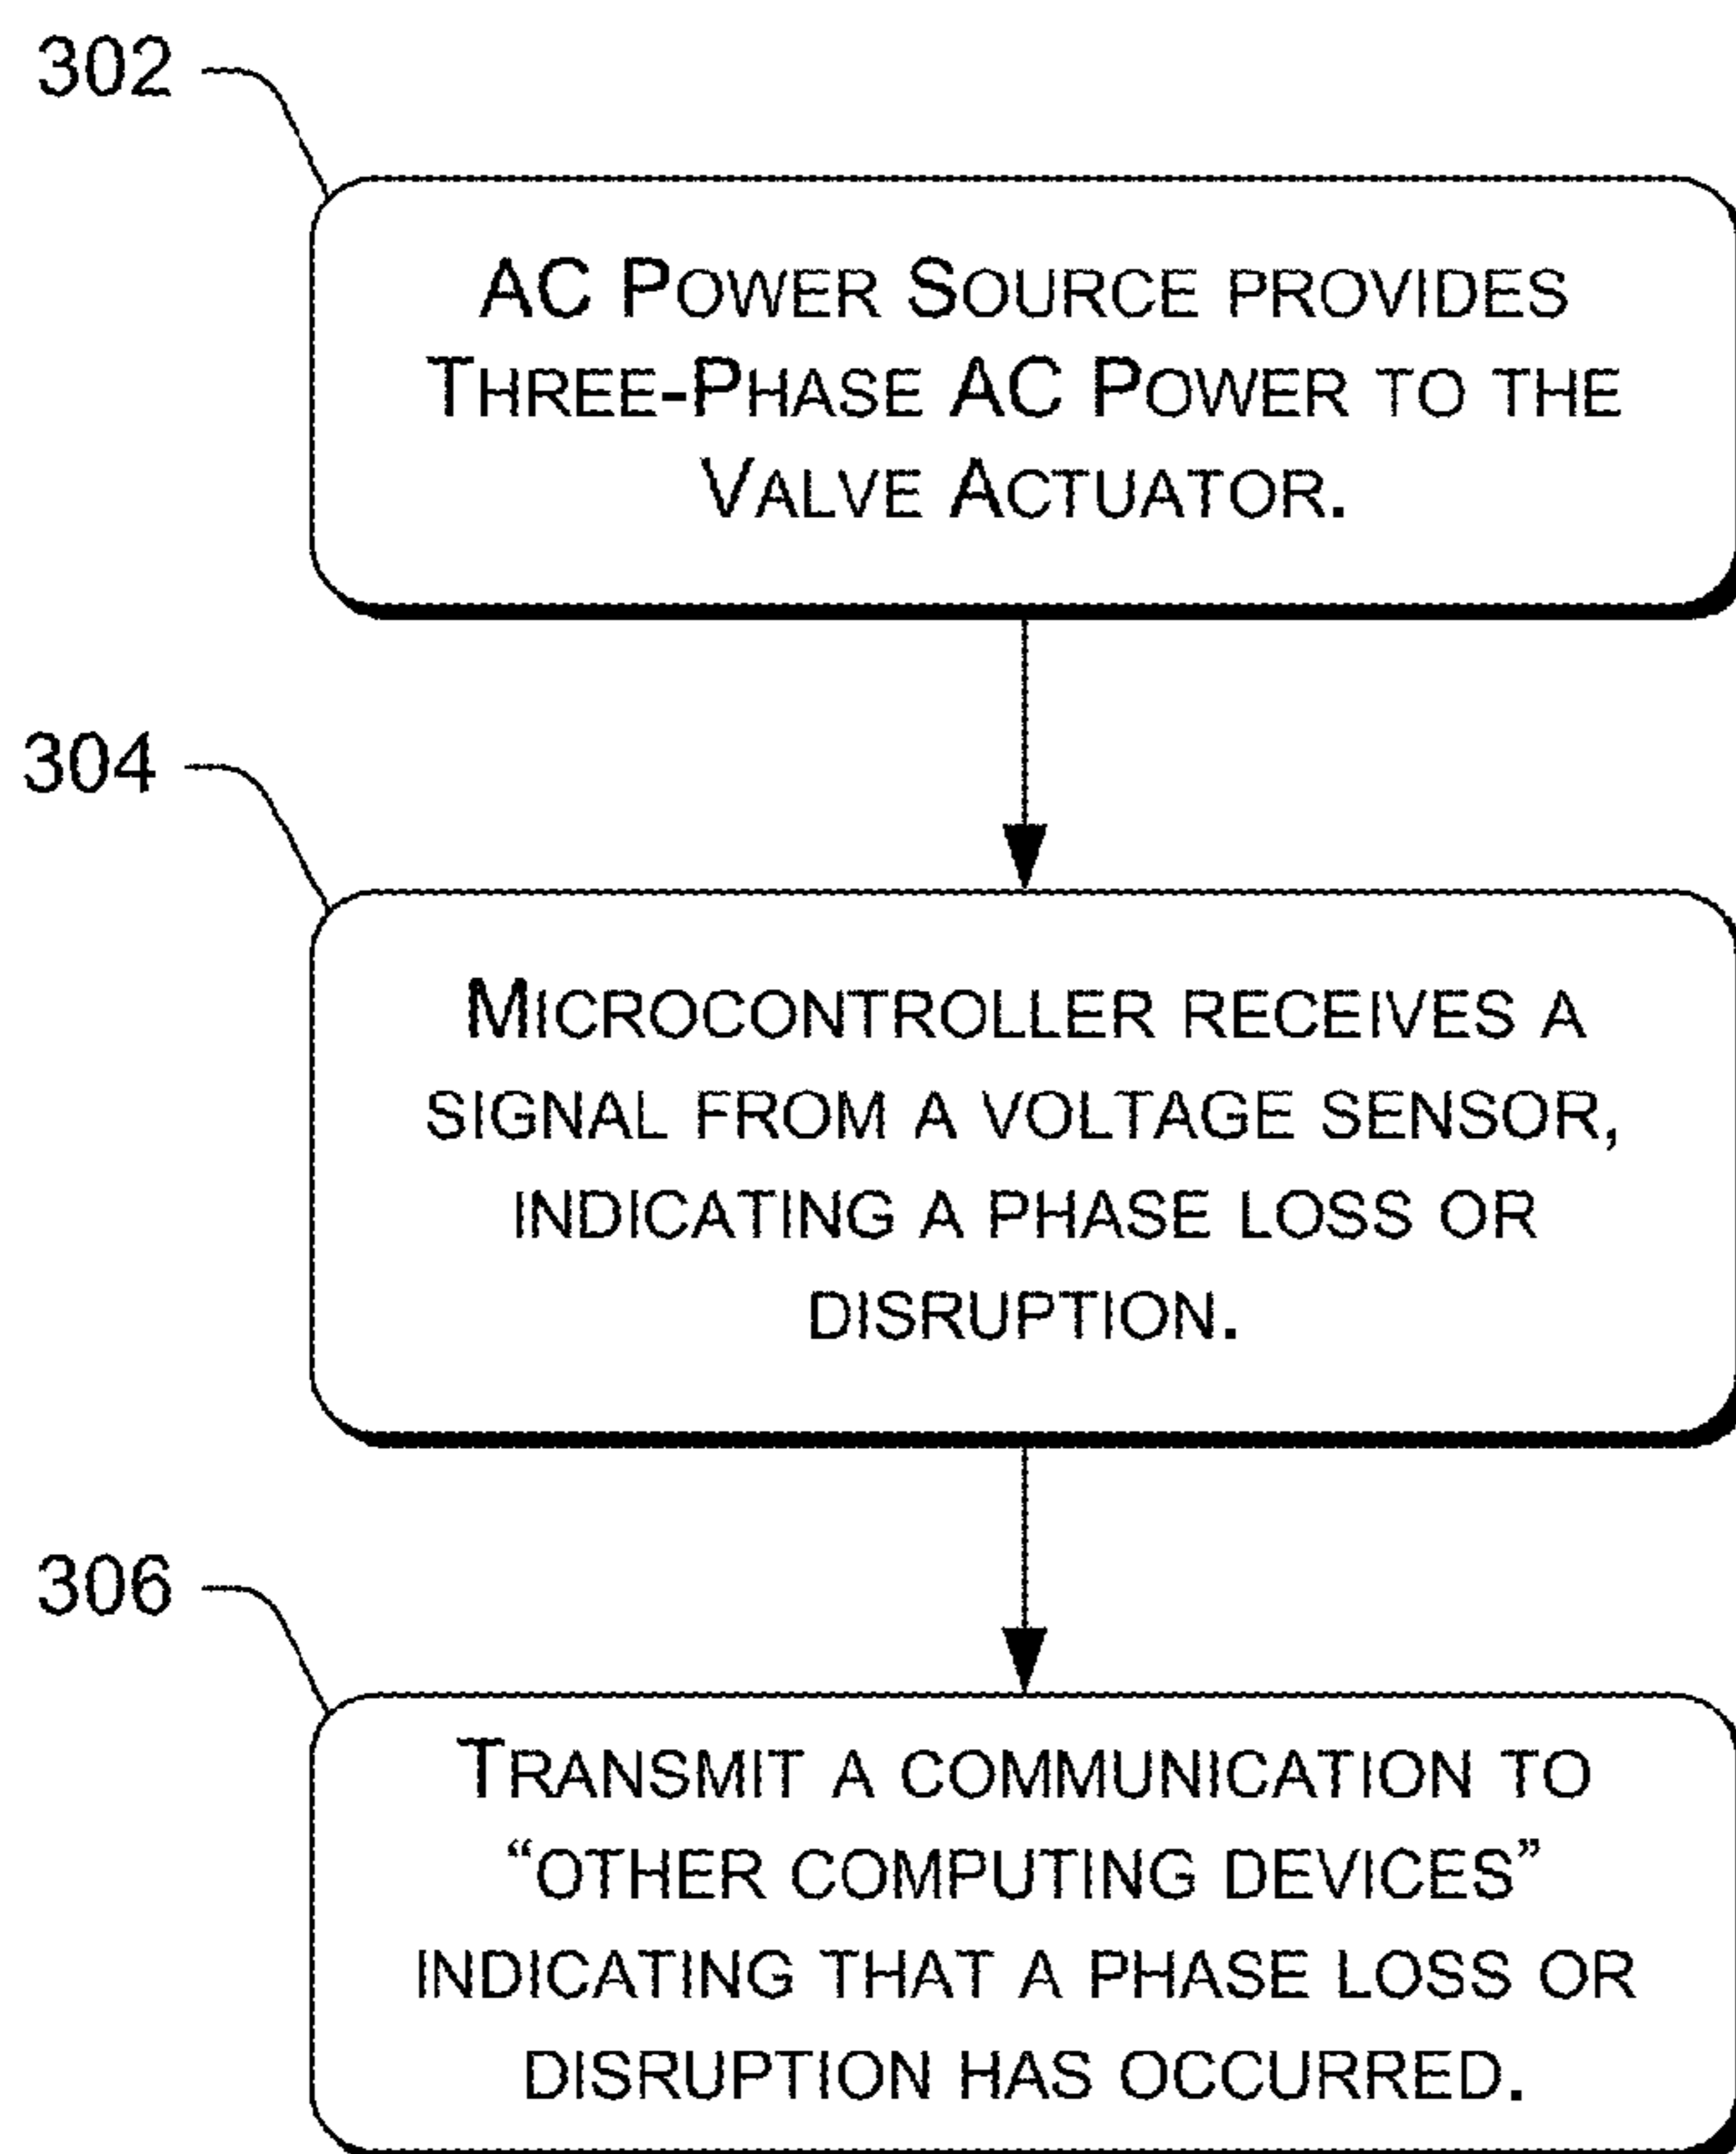 302
AC POWER SOURCE PROVIDES
THREE-PHASE AC POWER TO THE
VALVE ACTUATOR.
304
MICROCONTROLLER RECEIVES A
SIGNAL FROM A VOLTAGE SENSOR,
INDICATING A PHASE LOSS OR
DISRUPTION.
306
TRANSMIT A COMMUNICATION TO
“OTHER COMPUTING DEVICES”
INDICATING THAT A PHASE LOSS OR
DISRUPTION HAS OCCURRED.